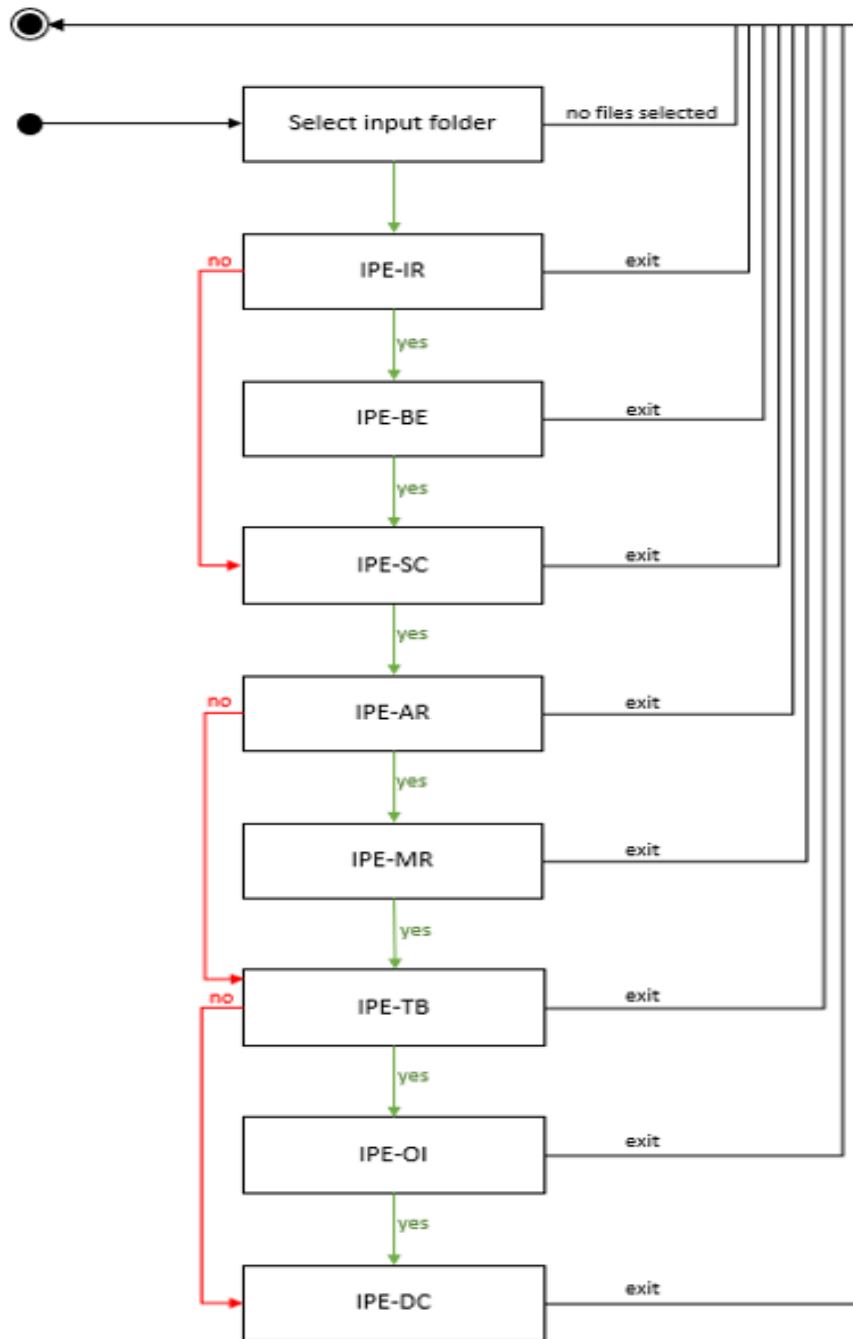 Select input folder
no files selected
no
IPE-IR
exit
yes
IPE-BE
exit
yes
IPE-SC
exit
yes
no
IPE-AR
exit
yes
IPE-MR
exit
yes
no
IPE-TB
exit
yes
IPE-OI
exit
yes
IPE-DC
exit